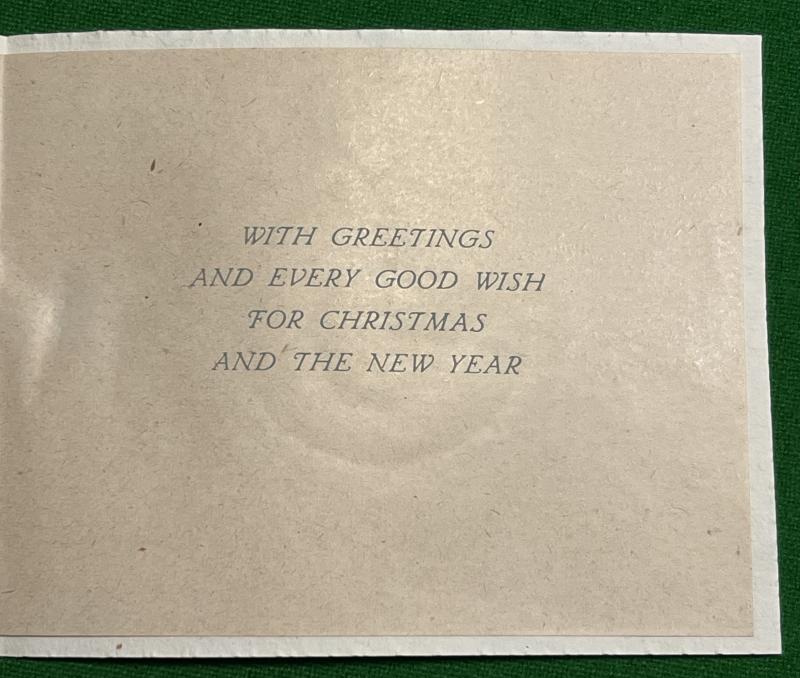 WITH GREETINGS
AND EVERY GOOD WISH
FOR CHRISTMAS
AND THE NEW YEAR